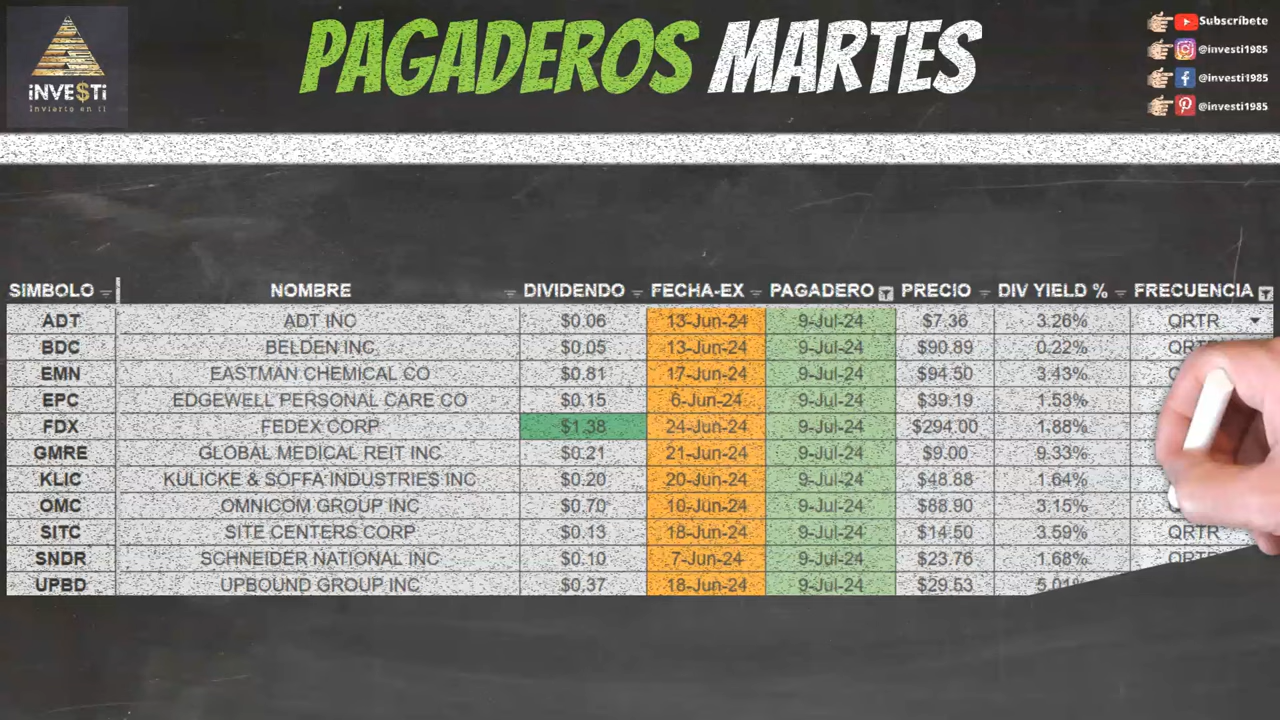 PAGADEROS MARTES
iNVE$Ti
Invierte en ti
Subscríbete
@investi1985
@investi1985
@investi1985
SIMBOLO NOMBRE DIVIDENDO FECHA-EX PAGADERO PRECIO DIV YIELD % FRECUENCIA
ADT ADT INC $0.06 13-Jun-24 9-Jul-24 $7.36 3.26% QRTR
BDC BELDEN INC $0.05 13-Jun-24 9-Jul-24 $90.89 0.22%
EMN EASTMAN CHEMICAL CO $0.81 17-Jun-24 9-Jul-24 $94.50 3.43%
EPC EDGEWELL PERSONAL CARE CO $0.15 6-Jun-24 9-Jul-24 $39.19 1.53%
FDX FEDEX CORP $1.38 24-Jun-24 9-Jul-24 $294.00 1.88%
GMRE GLOBAL MEDICAL REIT INC $0.21 21-Jun-24 9-Jul-24 $9.00 9.33%
KLIC KULICKE & SOFFA INDUSTRIES INC $0.20 20-Jun-24 9-Jul-24 $48.88 1.64%
OMC OMNICOM GROUP INC $0.70 10-Jun-24 9-Jul-24 $88.90 3.15%
SITC SITE CENTERS CORP $0.13 18-Jun-24 9-Jul-24 $14.50 3.59% QRTR
SNDR SCHNEIDER NATIONAL INC $0.10 7-Jun-24 9-Jul-24 $23.76 1.68%
UPBD UPBOUND GROUP INC $0.37 18-Jun-24 9-Jul-24 $29.53 5.01%